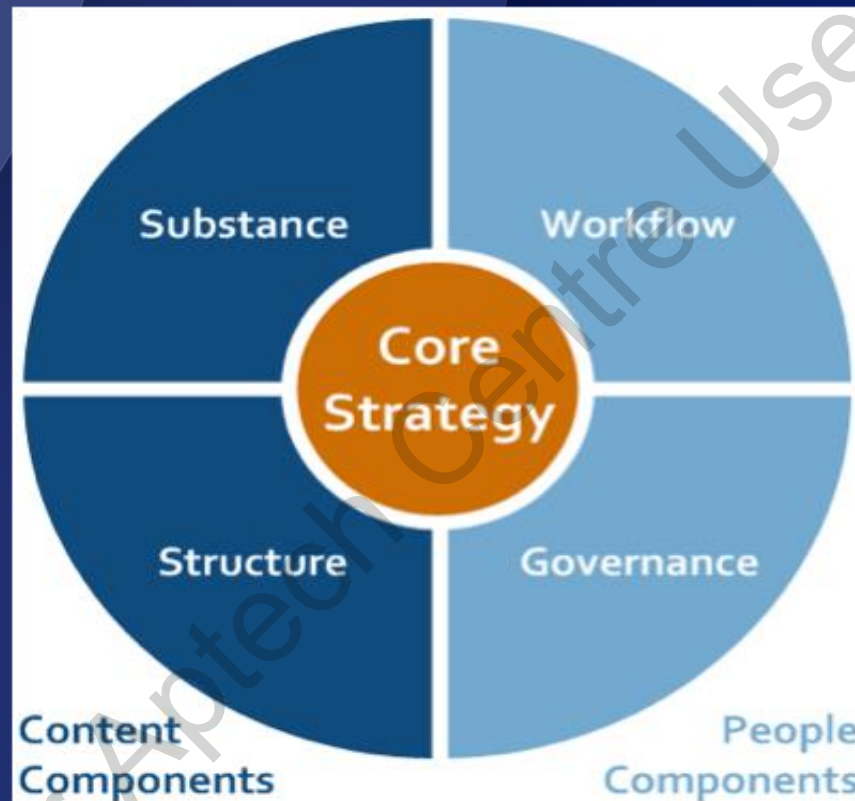 Substance
Workflow
Core
Strategy
Structure
Governance
Content
Components
People
Components
Aptech Centre Use